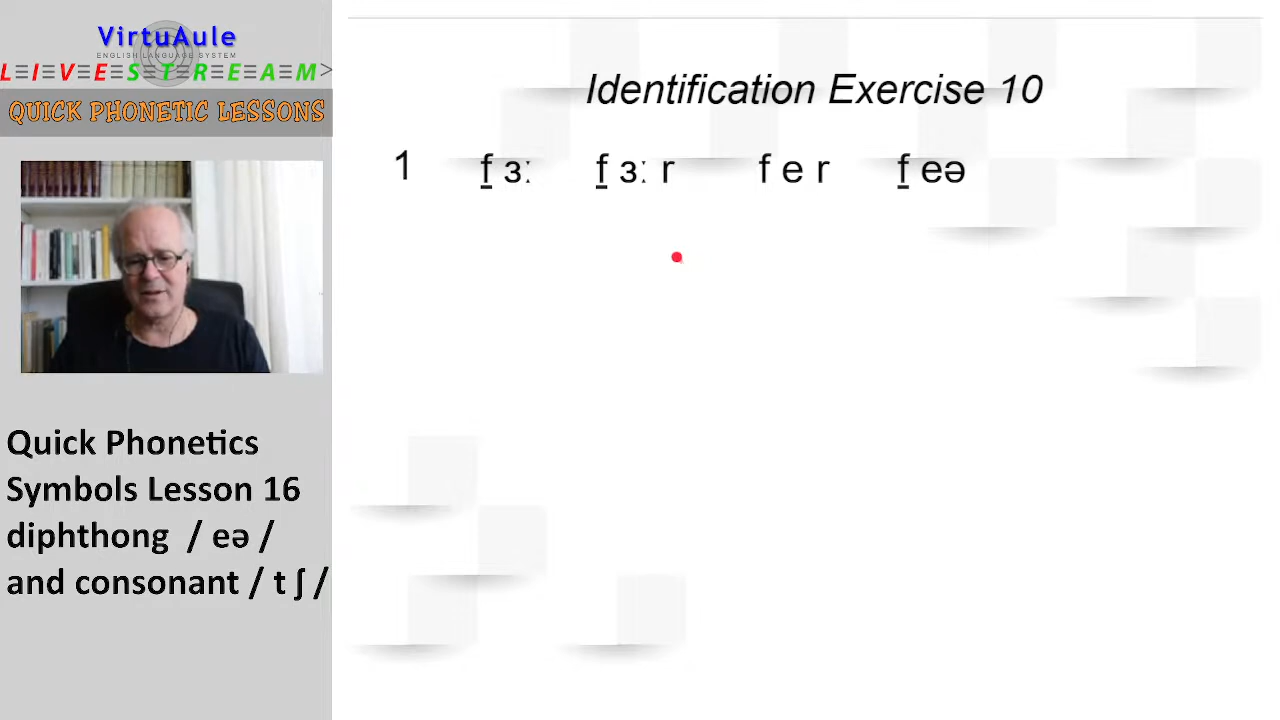 VirtuAule
ENGLISH LANGUAGE SYSTEM
L≡I≡V≡E≡S≡T≡R≡E≡A≡M>
QUICK PHONETIC LESSONS
Identification Exercise 10
1 f ɜː f ɜː r f e r f eə
Quick Phonetics
Symbols Lesson 16
diphthong / eə /
and consonant / t ʃ /